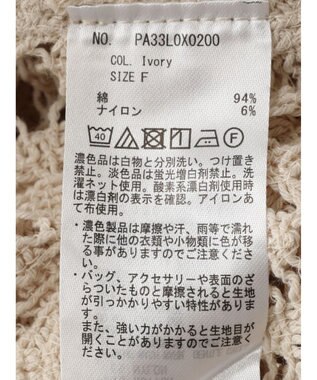 NO. PA33L0X0200
COL. Ivory
SIZE F
綿 94%
ナイロン 6%
40 F
濃色品は白物と分別洗い。つけ置き
禁止。淡色品は蛍光増白剤禁止。洗
濯ネット使用。酸素系漂白剤使用時
は漂白剤の表示を確認。アイロンあ
て布使用。
・濃色製品は摩擦や汗、雨等で濡れ
た際に他の衣類や小物類に色が移
る事がありますのでご注意くださ
い。
・バッグ、アクセサリーや表面のざ
らついたものと摩擦されると生地
が引っかかりやすい特性がありま
す。
また、強い力がかかると生地目が
開くことがありますのでご注意く
ださい。